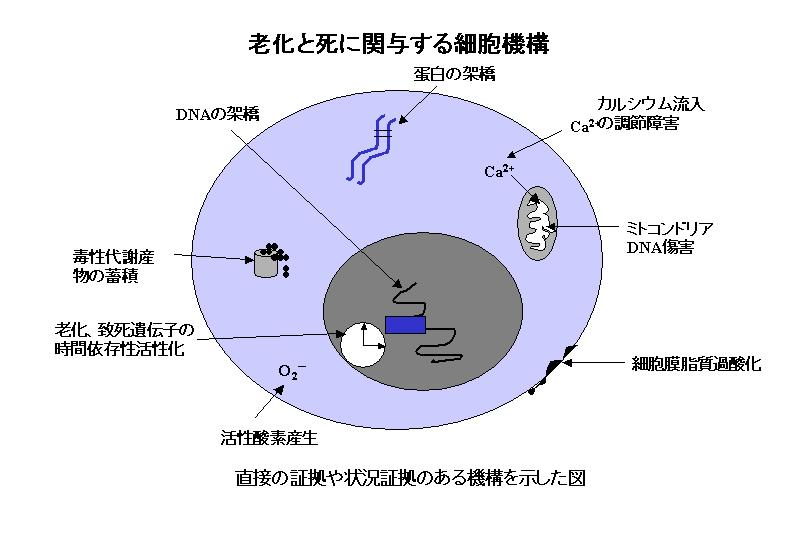 老化と死に関与する細胞機構
蛋白の架橋
DNAの架橋
カルシウム流入
Ca²⁺の調節障害
Ca²⁺
ミトコンドリア
DNA傷害
毒性代謝産
物の蓄積
老化、致死遺伝子の
時間依存性活性化
O₂⁻
細胞膜脂質過酸化
活性酸素産生
直接の証拠や状況証拠のある機構を示した図